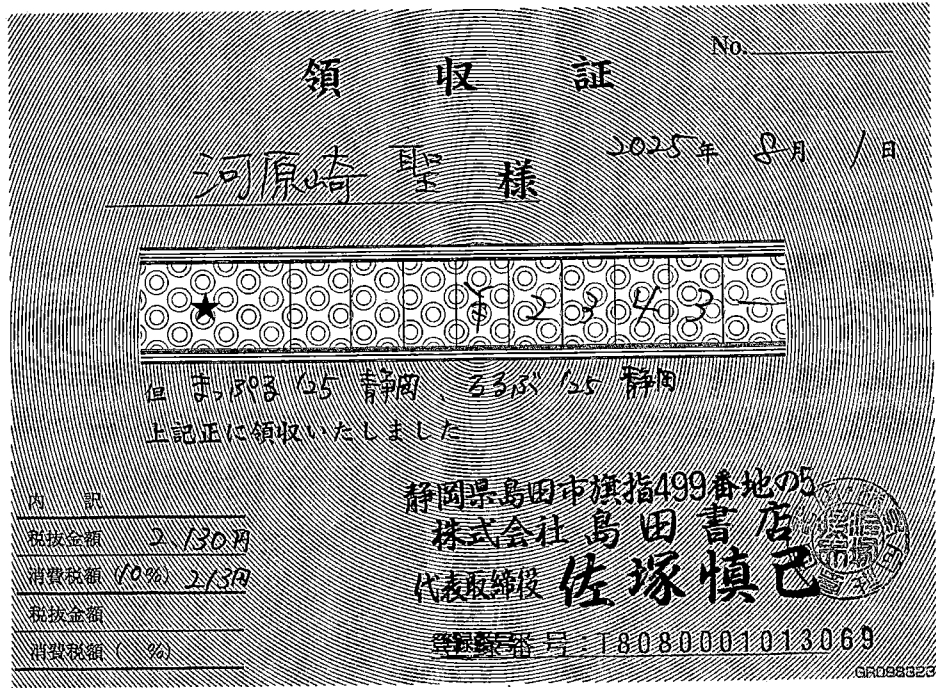 No.
領収証
2025年 8月 1日
河原崎 聖 様
★ ¥2343-
但 まっぷる '25 静岡、るるぶ '25 静岡
上記正に領収いたしました
内訳
税抜金額 2,130円
消費税額(10%) 213円
税抜金額
消費税額( %)
静岡県島田市旗指499番地の5
株式会社 島田書店
代表取締役 佐塚慎己
登録番号:T8080001013069
GR088323